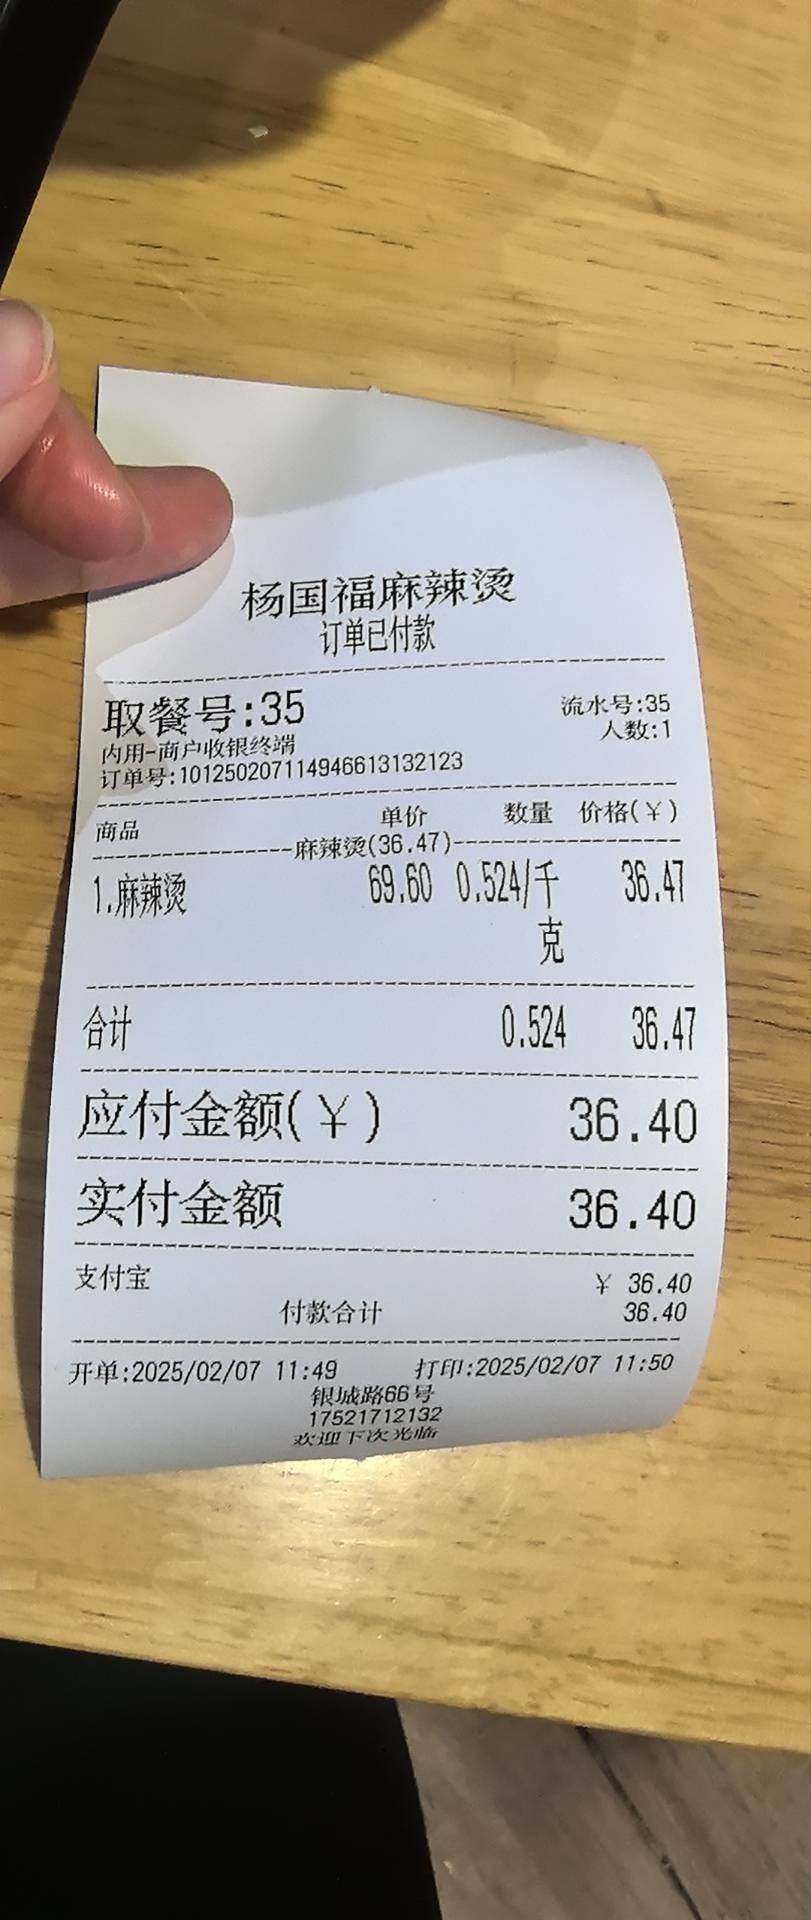 杨国福麻辣烫
订单已付款
取餐号:35 流水号:35
人数:1
内用-商户收银终端
订单号:101250207114946613132123
商品 单价 数量 价格(¥)
麻辣烫(36.47)
1.麻辣烫 69.60 0.524/千克 36.47
合计 0.524 36.47
应付金额(¥) 36.40
实付金额 36.40
支付宝 ¥ 36.40
付款合计 36.40
开单:2025/02/07 11:49 打印:2025/02/07 11:50
银城路66号
17521712132
欢迎下次光临